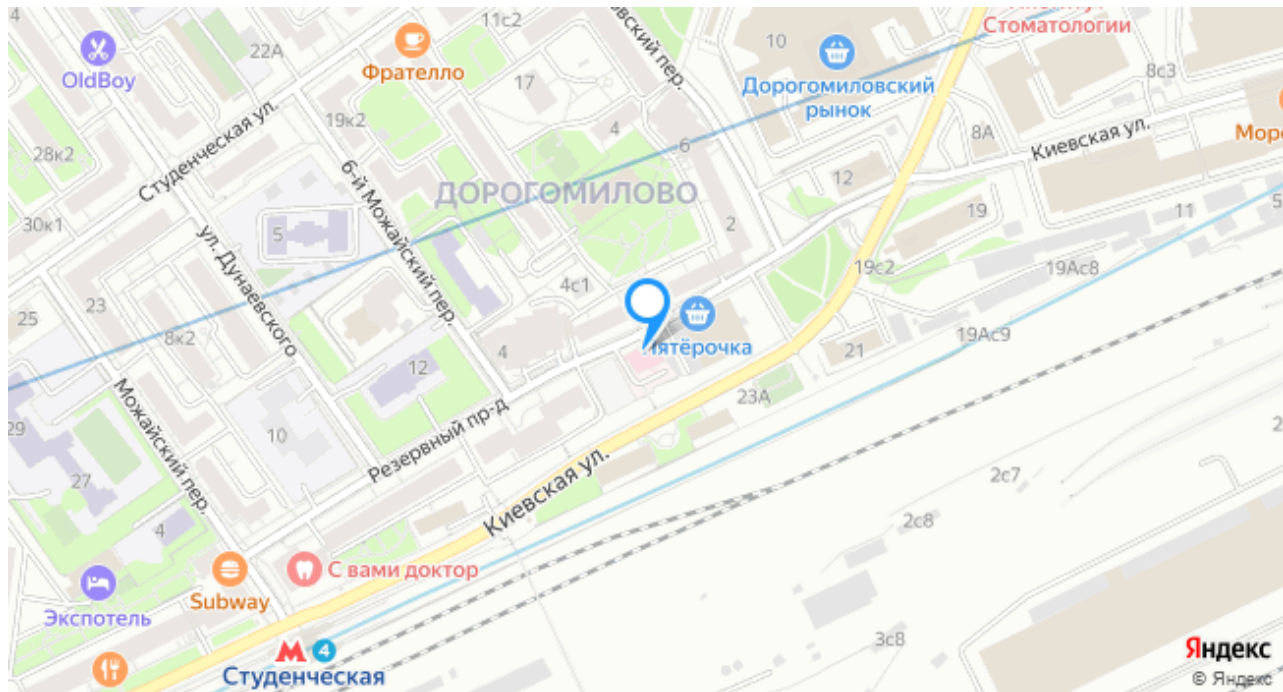 4
11с2
Стоматологии
22А
OldBoy
Фрателло
17
10
Дорогомиловский
рынок
8с3
8А
Киевская ул.
28к2
19к2
Студенческая ул.
4
6
6-й Можайский пер.
ДОРОГОМИЛОВО
12
30к1
5
2
19
11
5
ул. Дунаевского
4с1
19с2
19Ас8
23
25
8к2
4
Пятёрочка
21
19Ас9
12
23А
Можайский пер.
29
10
Резервный пр-д
27
Киевская ул.
2
2с7
4
2с8
С вами доктор
Subway
Экспотель
3с8
4
Студенческая
Яндекс
© Яндекс